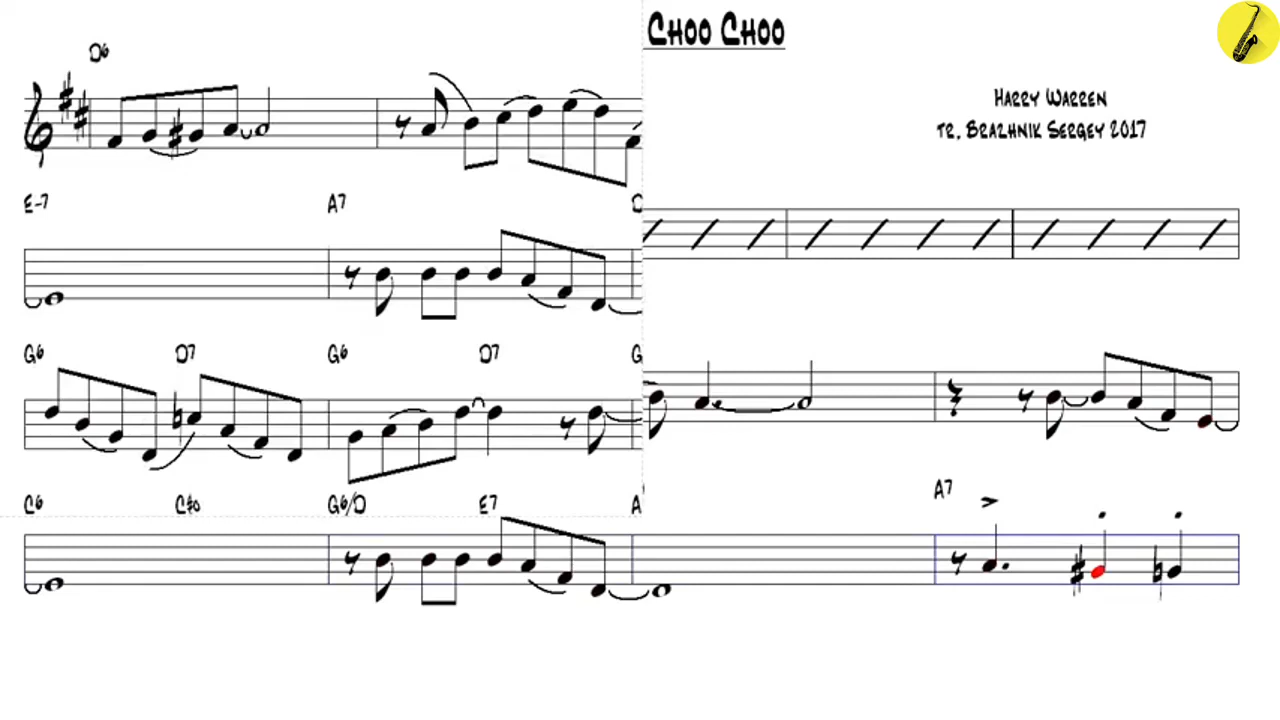 CHOO CHOO
D6
HARRY WARREN
TR. BRAZHNIK SERGEY 2017
E-7 A7
G6 D7 G6 D7
A7
C6 C#o G6/D E7 A